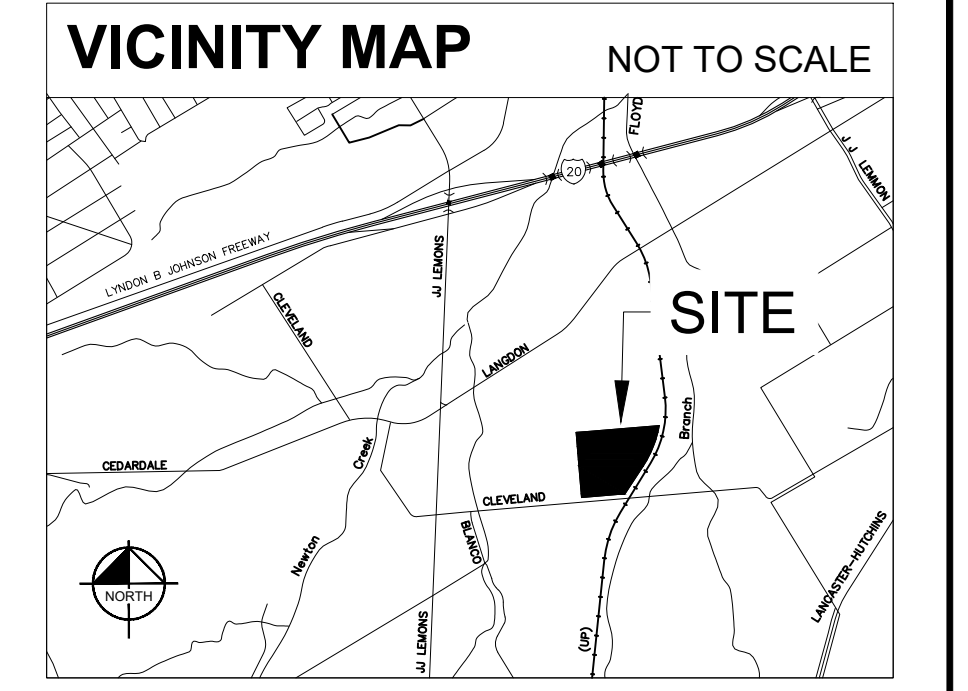 VICINITY MAP
NOT TO SCALE
FLOYD
20
J J LEMMON
LYNDON B JOHNSON FREEWAY
JJ LEMONS
CLEVELAND
SITE
LANGDON
Branch
Creek
CEDARDALE
CLEVELAND
BLANCO
Newton
LANCASTER-HUTCHINS
NORTH
JJ LEMONS
(UP)